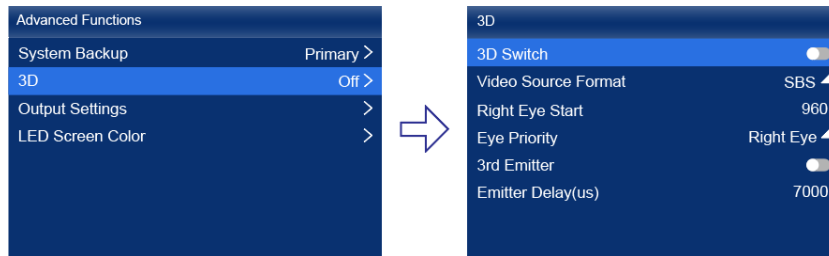 Advanced Functions
System Backup Primary >
3D Off >
Output Settings >
LED Screen Color >
3D
3D Switch
Video Source Format SBS
Right Eye Start 960
Eye Priority Right Eye
3rd Emitter
Emitter Delay(us) 7000